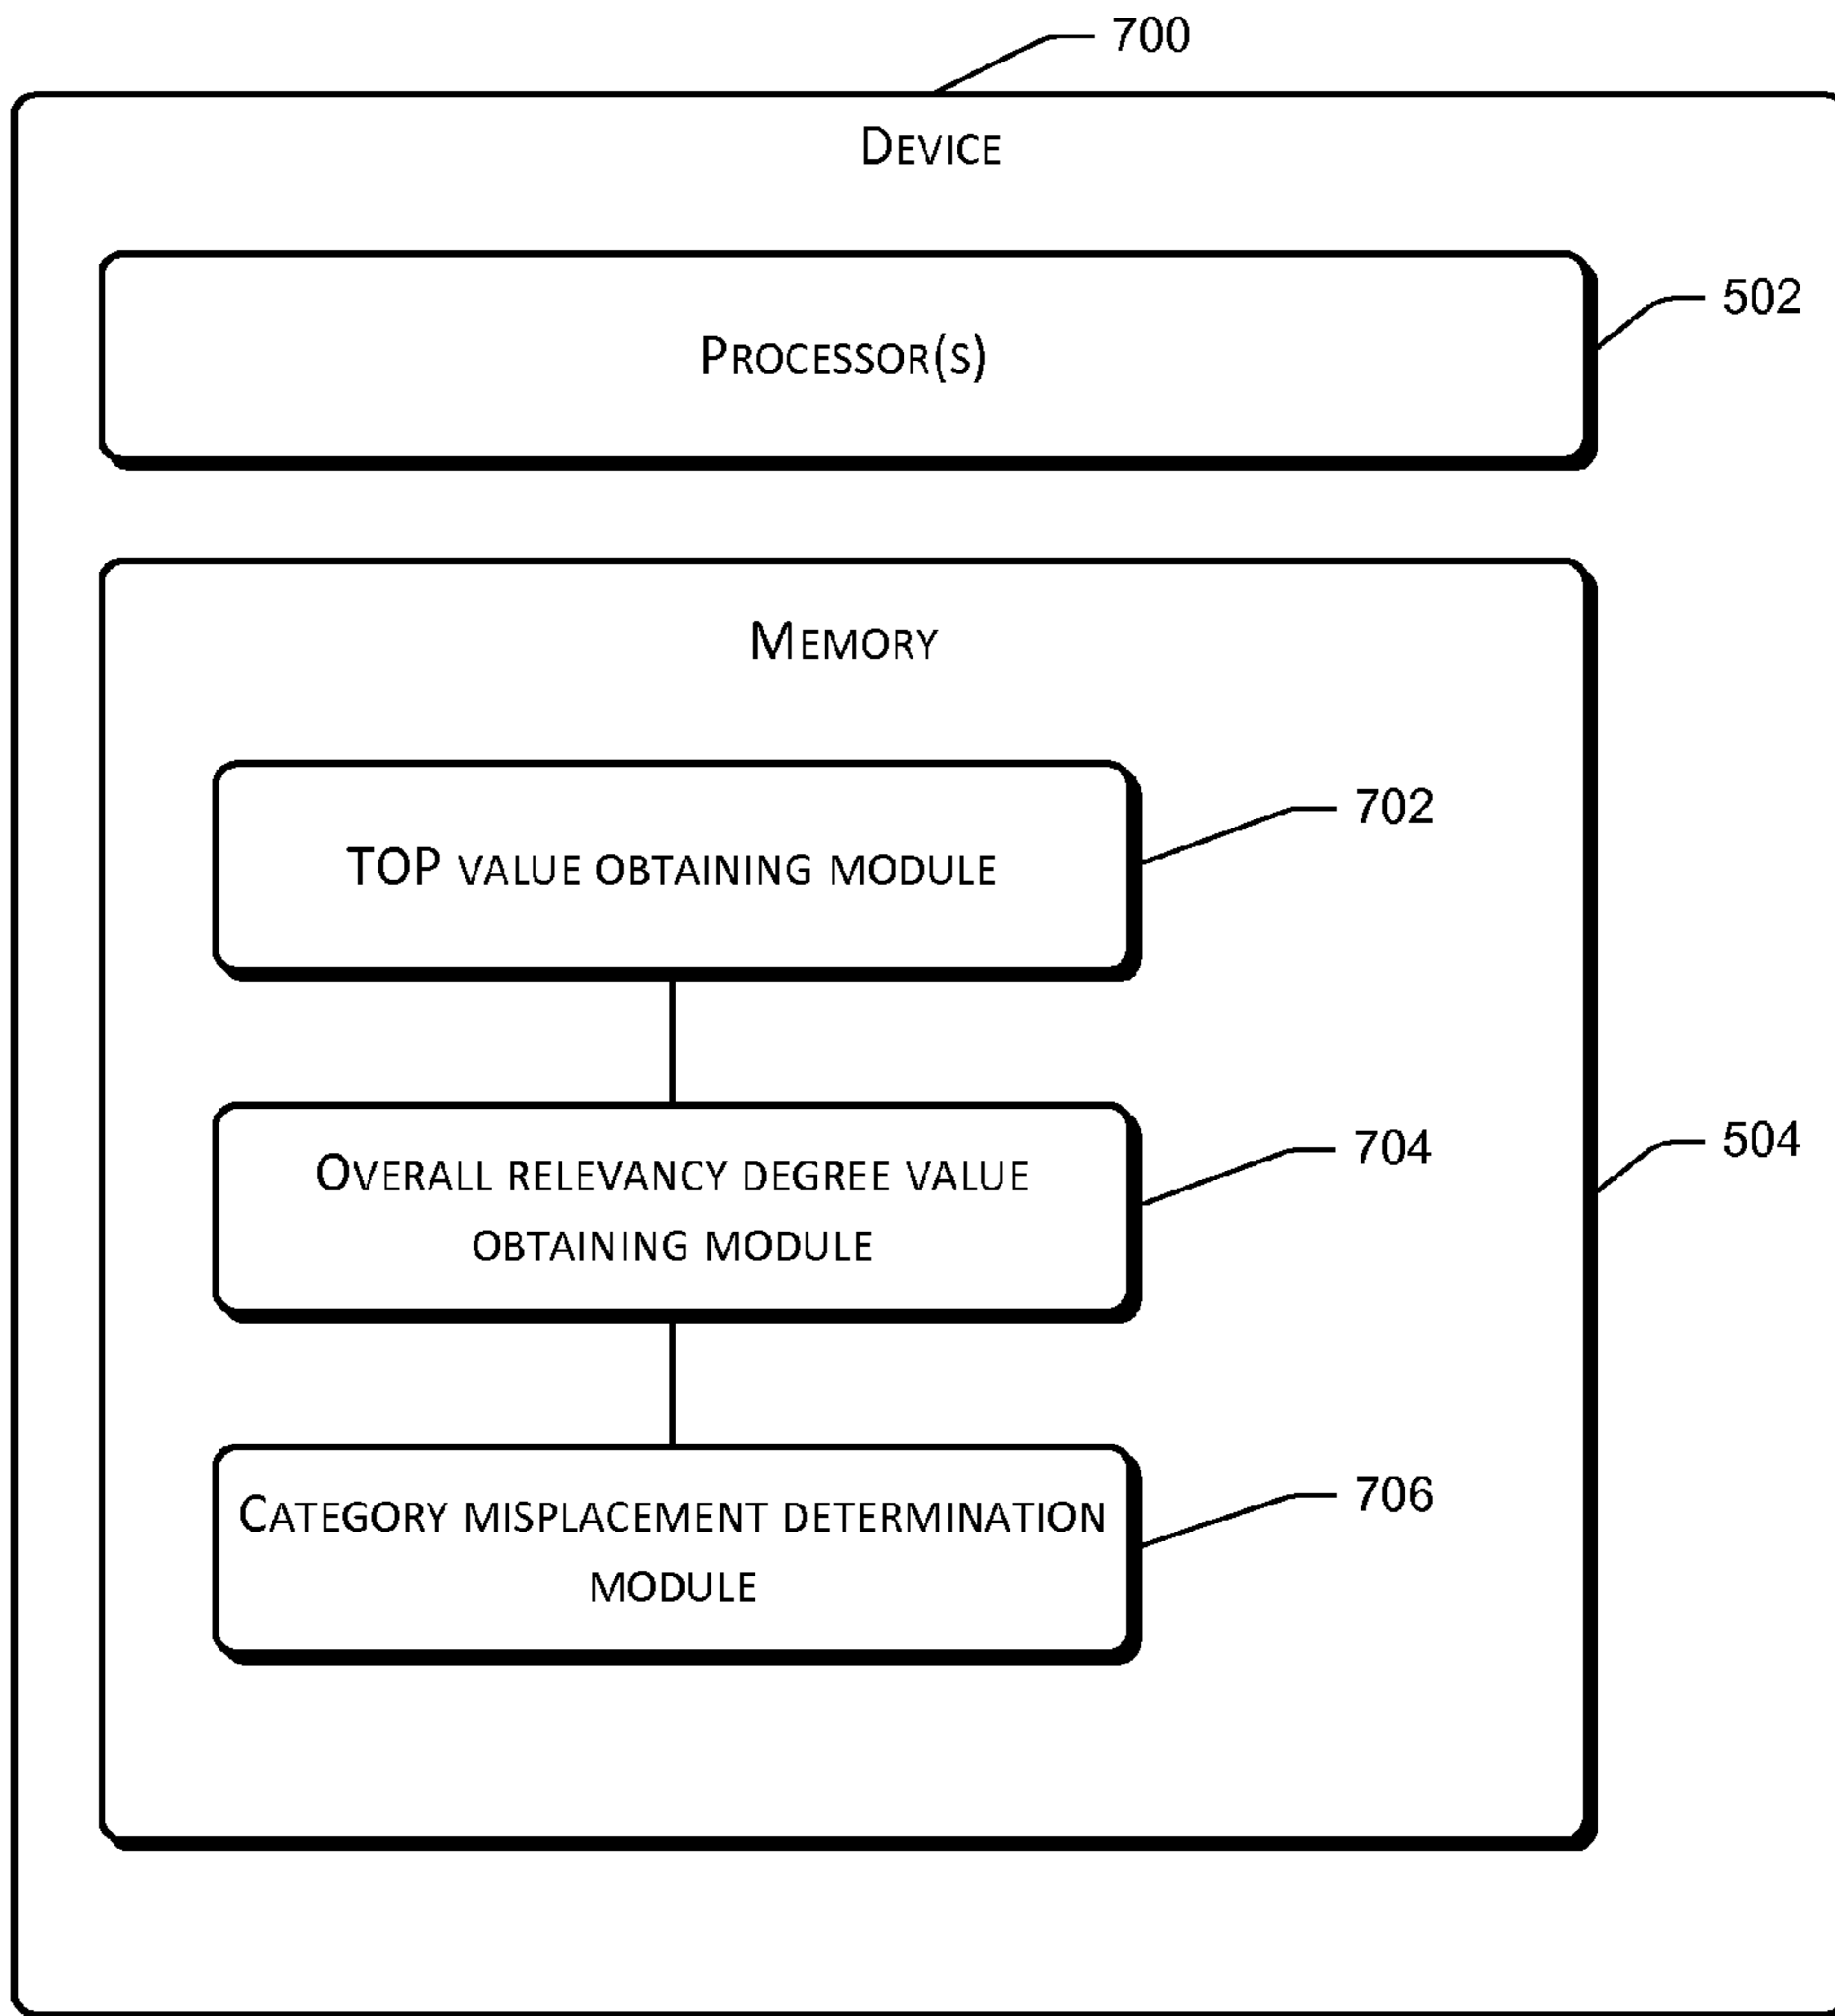 700
DEVICE
502
PROCESSOR(S)
MEMORY
702
TOP VALUE OBTAINING MODULE
704
504
OVERALL RELEVANCY DEGREE VALUE
OBTAINING MODULE
706
CATEGORY MISPLACEMENT DETERMINATION
MODULE